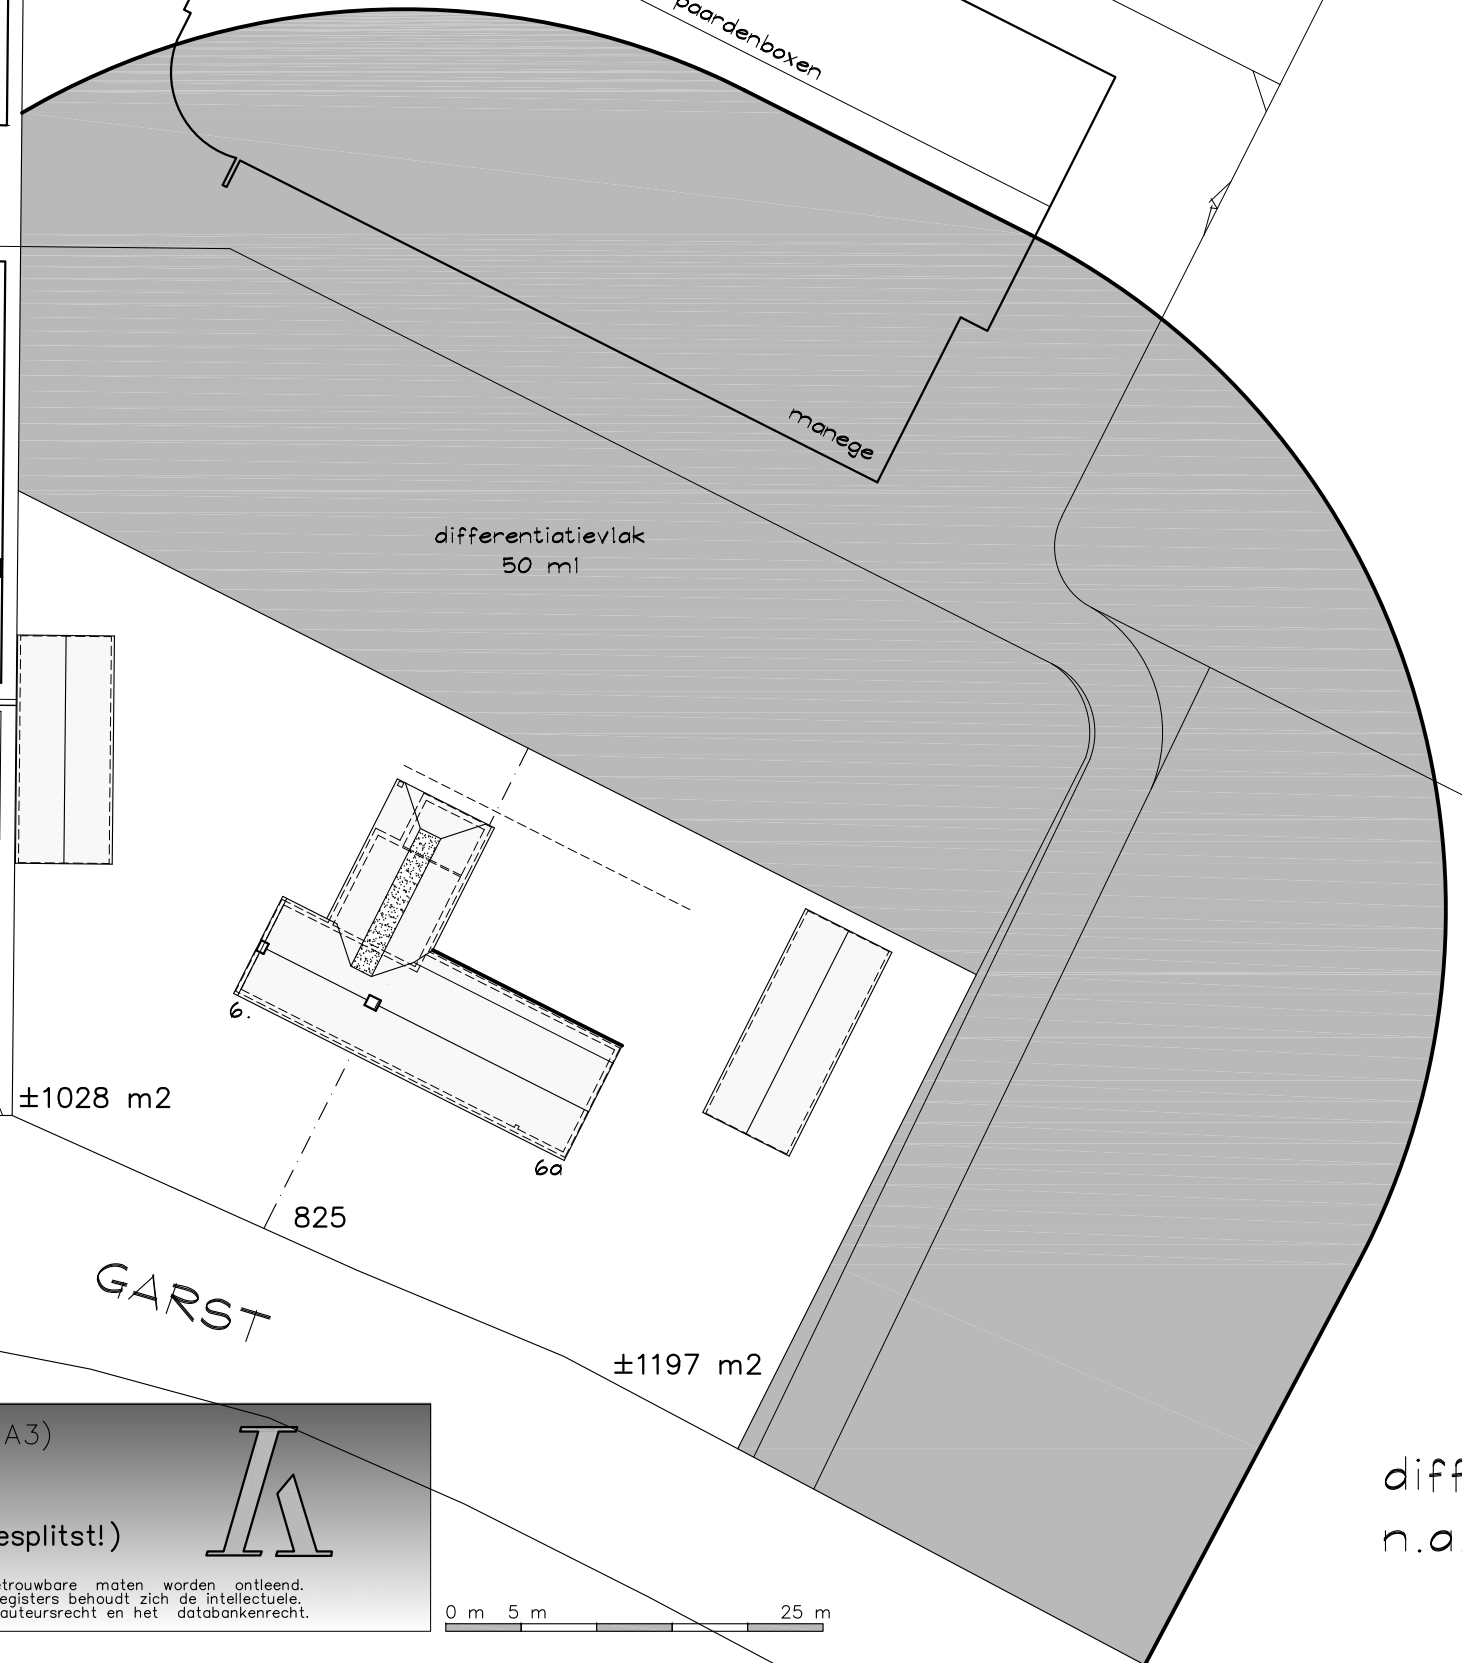 paardenboxen
manege
differentiatievlak
50 ml
6.
±1028 m2
6a
825
GARST
±1197 m2
A3)
esplitst!)
etrouwbare maten worden ontleend.
egisters behoudt zich de intellectuele.
auteursrecht en het databankenrecht.
0 m 5 m 25 m
diff
n.a.